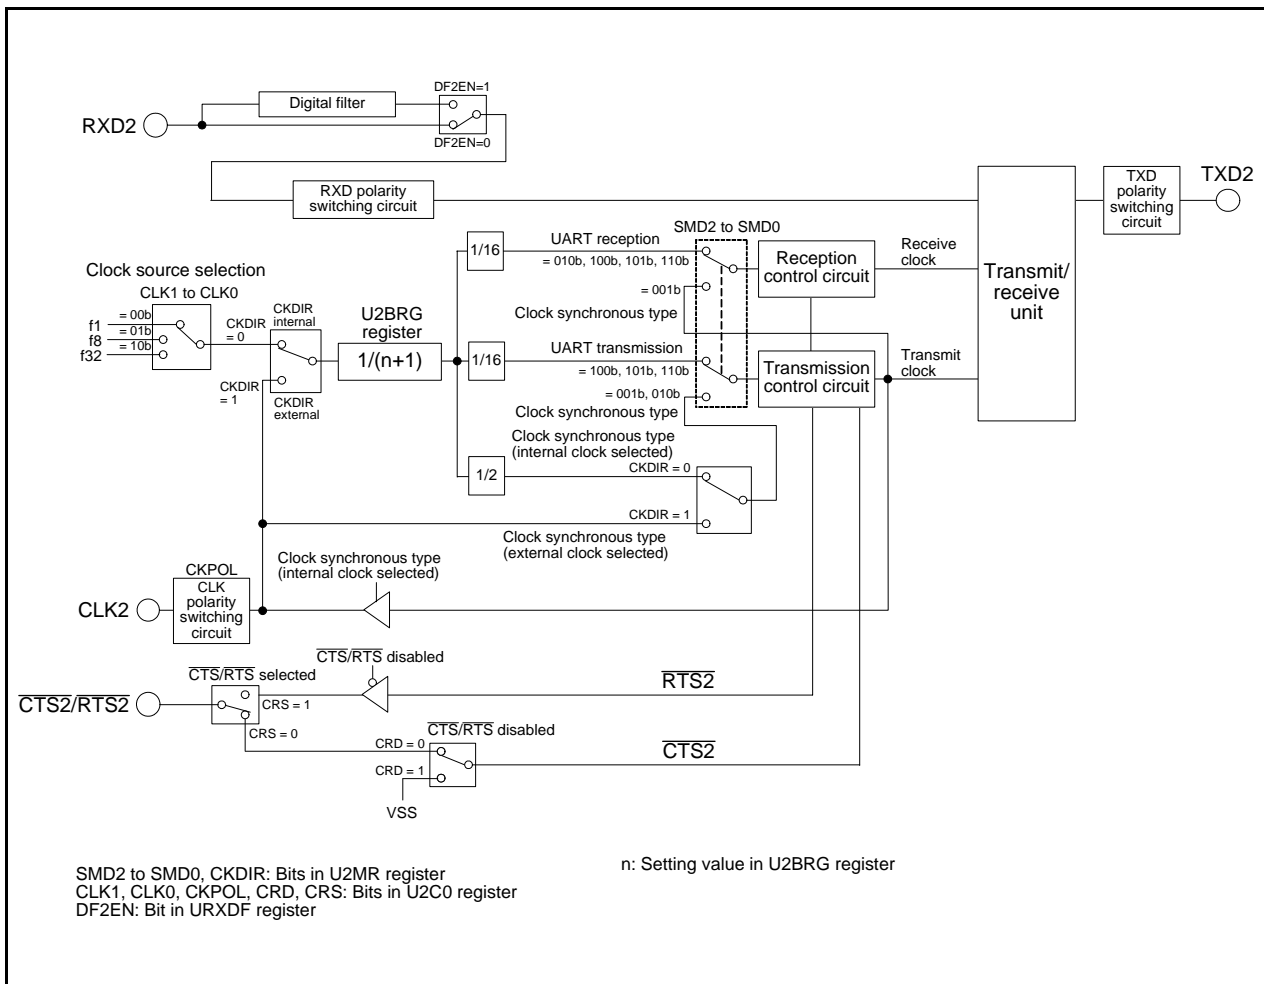 DF2EN=1
Digital filter
RXD2
DF2EN=0
RXD polarity
switching circuit
TXD
polarity
switching
circuit
TXD2
SMD2 to SMD0
1/16
UART reception
= 010b, 100b, 101b, 110b
Reception
control circuit
Receive
clock
Transmit/
receive
unit
Clock source selection
CLK1 to CLK0
= 00b
f1
= 01b
f8
= 10b
f32
CKDIR
= 0
CKDIR
internal
CKDIR
= 1
CKDIR
external
U2BRG
register
1/(n+1)
= 001b
Clock synchronous type
1/16
UART transmission
= 100b, 101b, 110b
Transmission
control circuit
Transmit
clock
= 001b, 010b
Clock synchronous type
Clock synchronous type
(internal clock selected)
1/2
CKDIR = 0
CKDIR = 1
Clock synchronous type
(external clock selected)
Clock synchronous type
(internal clock selected)
CKPOL
CLK
polarity
switching
circuit
CLK2
CTS/RTS disabled
CTS/RTS selected
CTS2/RTS2
CRS = 1
RTS2
CRS = 0
CTS/RTS disabled
CRD = 0
CTS2
CRD = 1
VSS
SMD2 to SMD0, CKDIR: Bits in U2MR register
CLK1, CLK0, CKPOL, CRD, CRS: Bits in U2C0 register
DF2EN: Bit in URXDF register
n: Setting value in U2BRG register